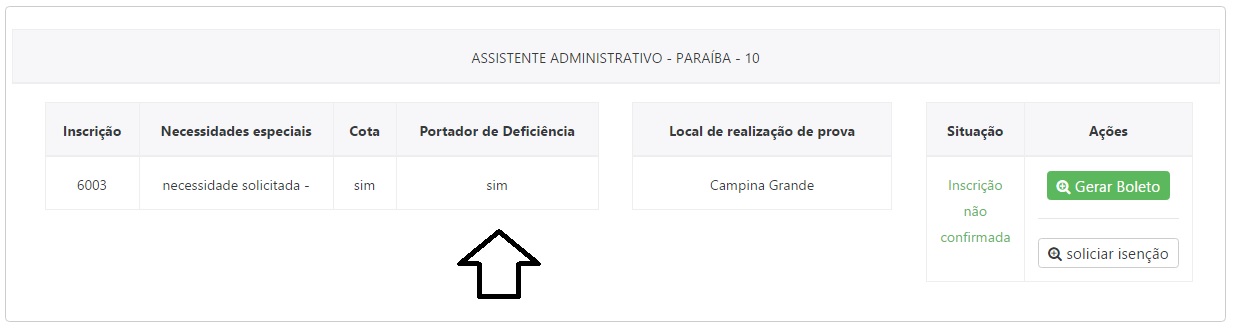 ASSISTENTE ADMINISTRATIVO - PARAÍBA - 10
Inscrição Necessidades especiais Cota Portador de Deficiência
6003 necessidade solicitada - sim sim
Local de realização de prova
Campina Grande
Situação Ações
Inscrição
não
confirmada
Gerar Boleto
soliciar isenção